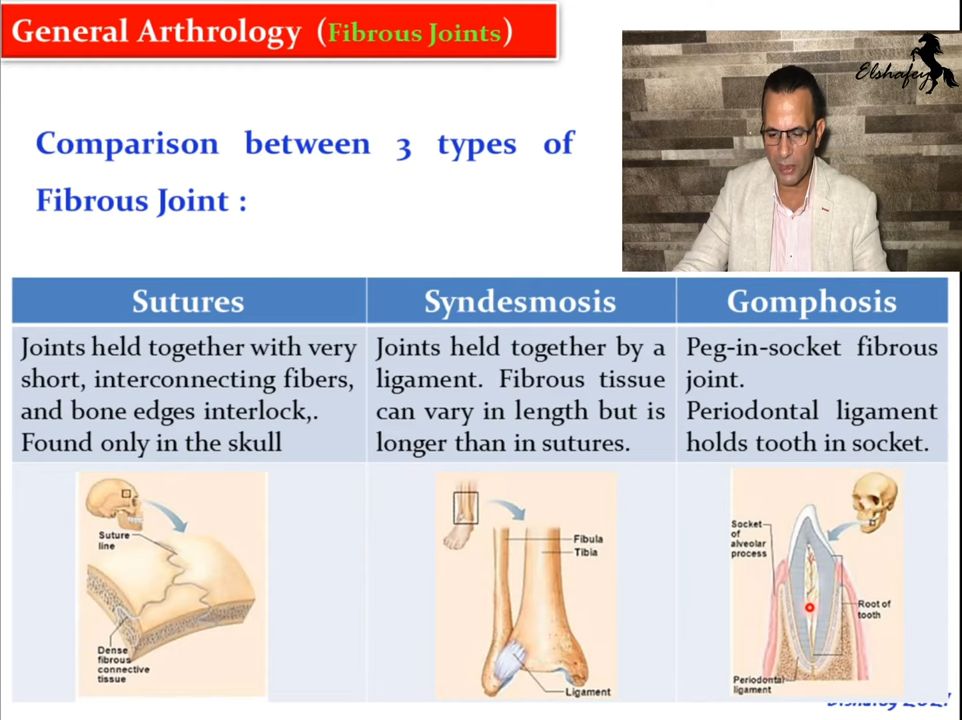 General Arthrology (Fibrous Joints)
Elshafey
Comparison between 3 types of
Fibrous Joint :
Sutures
Joints held together with very
short, interconnecting fibers,
and bone edges interlock,.
Found only in the skull
Syndesmosis
Joints held together by a
ligament. Fibrous tissue
can vary in length but is
longer than in sutures.
Gomphosis
Peg-in-socket fibrous
joint.
Periodontal ligament
holds tooth in socket.
Suture
line
Dense
fibrous
connective
tissue
Fibula
Tibia
Ligament
Socket
of
alveolar
process
Root of
tooth
Periodontal
ligament